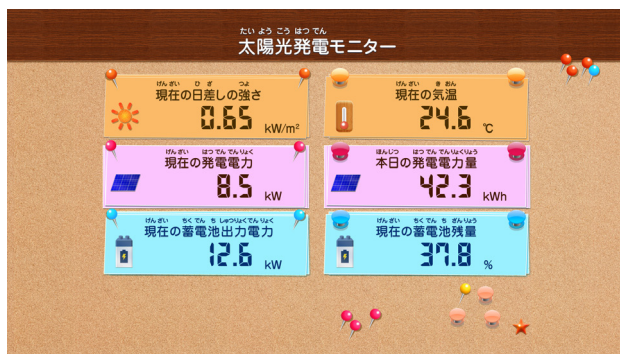 たいようこうはつでん
太陽光発電モニター
げんざい ひざ つよ
現在の日差しの強さ
0.65 kW/m²
げんざい きおん
現在の気温
24.6 ℃
げんざい はつでんでんりょく
現在の発電電力
8.5 kW
ほんじつ はつでんでんりょくりょう
本日の発電電力量
42.3 kWh
げんざい ちくでんちしゅつりょくでんりょく
現在の蓄電池出力電力
12.6 kW
げんざい ちくでんちざんりょう
現在の蓄電池残量
37.8 %